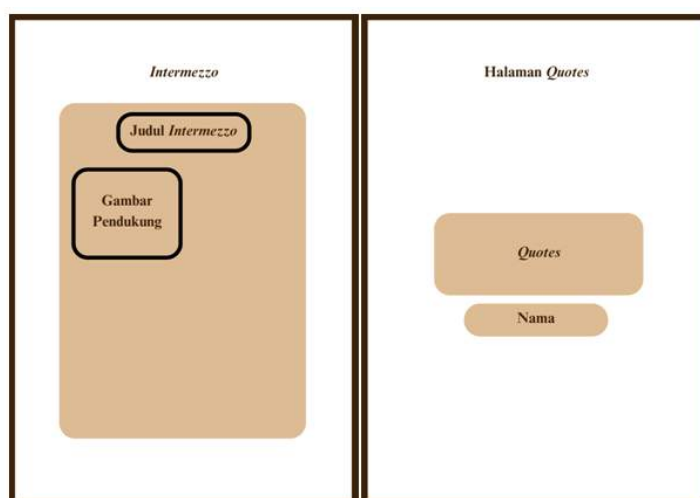 Intermezzo
Judul Intermezzo
Gambar
Pendukung
Halaman Quotes
Quotes
Nama